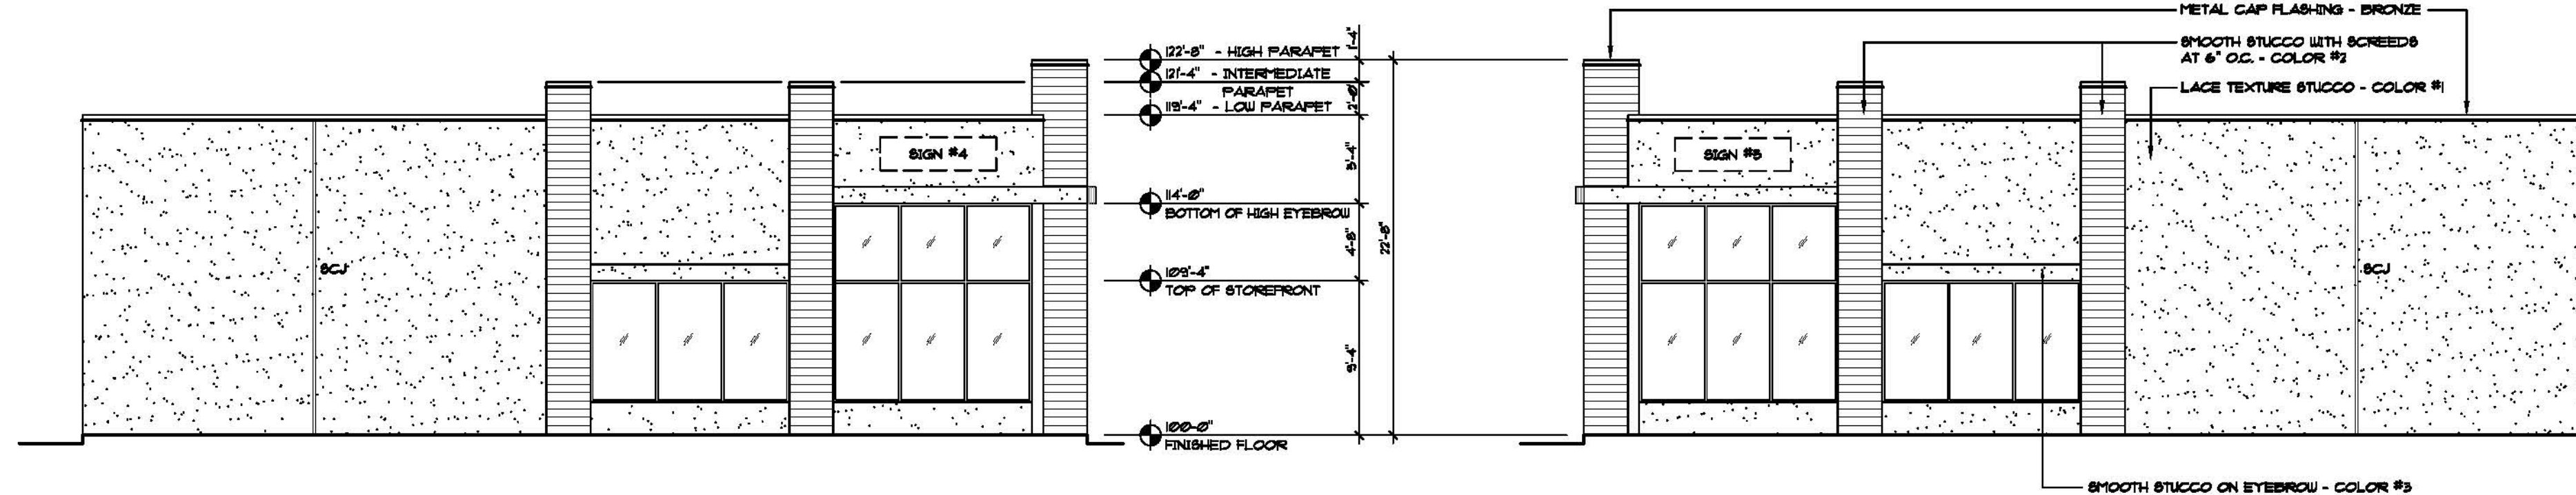 METAL CAP FLASHING - BRONZE
SMOOTH STUCCO WITH SCREEDS
AT 6" O.C. - COLOR #2
LACE TEXTURE STUCCO - COLOR #1
122'-8" - HIGH PARAPET
121'-4" - INTERMEDIATE
PARAPET
119'-4" - LOW PARAPET
114'-0"
BOTTOM OF HIGH EYEBROW
109'-4"
TOP OF STOREFRONT
100-0"
FINISHED FLOOR
1'-4"
2'-0"
5'-4"
4'-8"
9'-4"
22'-8"
SIGN #4
SCJ
SIGN #5
SCJ
SMOOTH STUCCO ON EYEBROW - COLOR #3